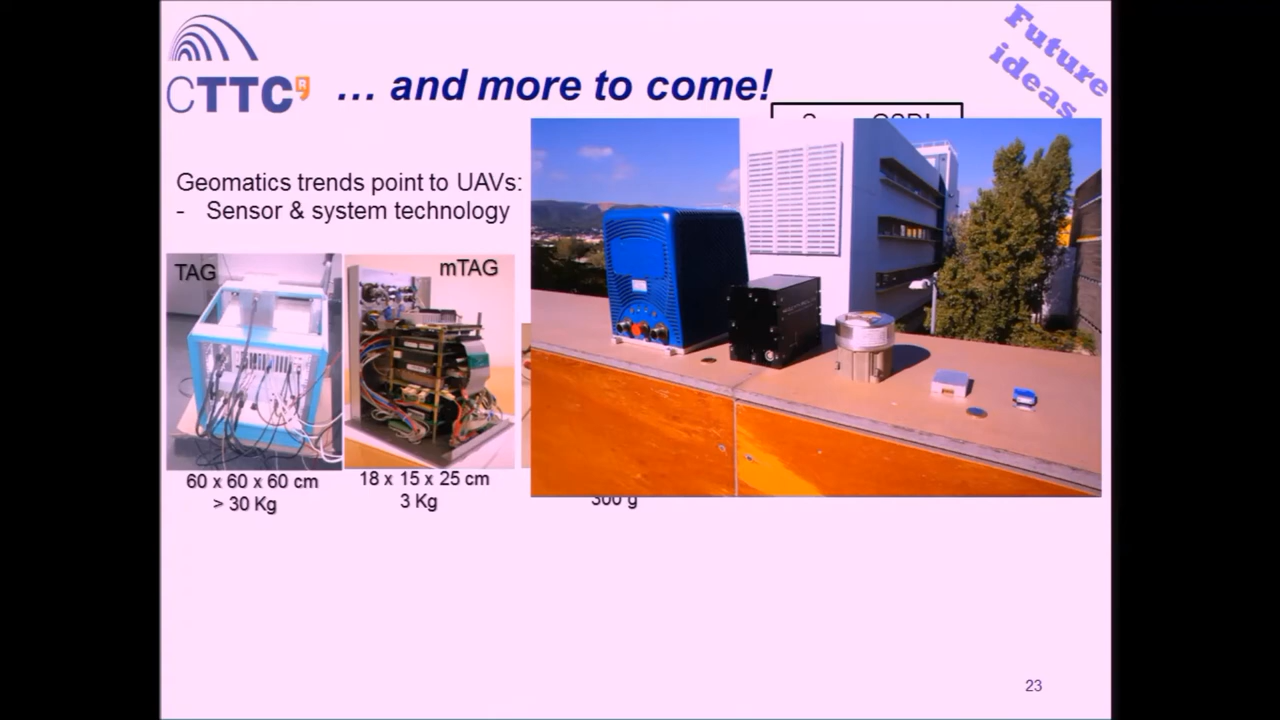 Future
ideas
CTTC
… and more to come!
Geomatics trends point to UAVs:
- Sensor & system technology
TAG
mTAG
60 x 60 x 60 cm
> 30 Kg
18 x 15 x 25 cm
3 Kg
300 g
23